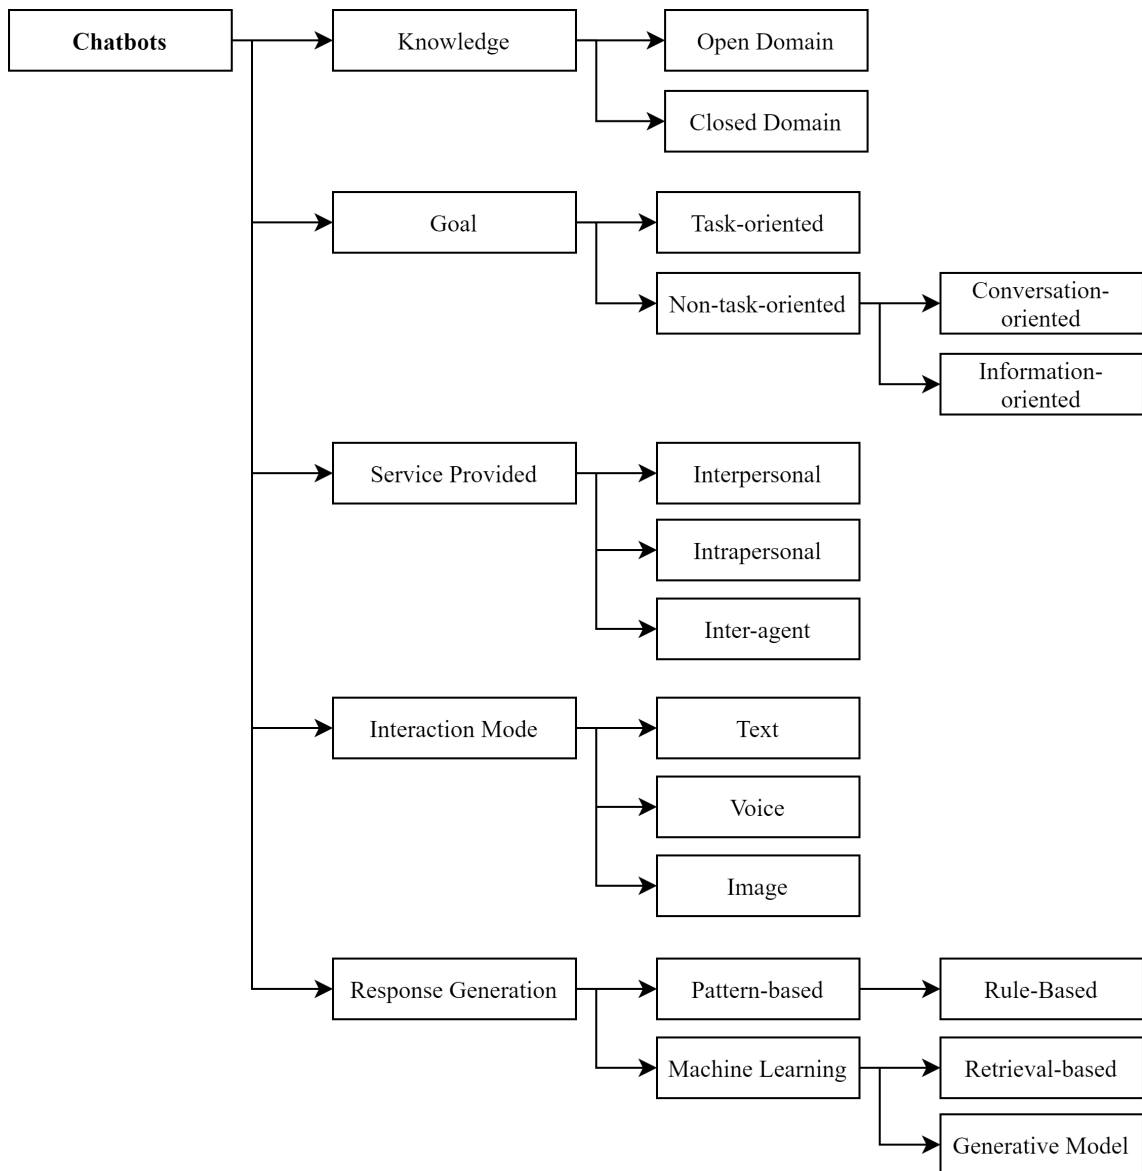 Chatbots
Knowledge
Open Domain
Closed Domain
Goal
Task-oriented
Non-task-oriented
Conversation-
oriented
Information-
oriented
Service Provided
Interpersonal
Intrapersonal
Inter-agent
Interaction Mode
Text
Voice
Image
Response Generation
Pattern-based
Rule-Based
Machine Learning
Retrieval-based
Generative Model